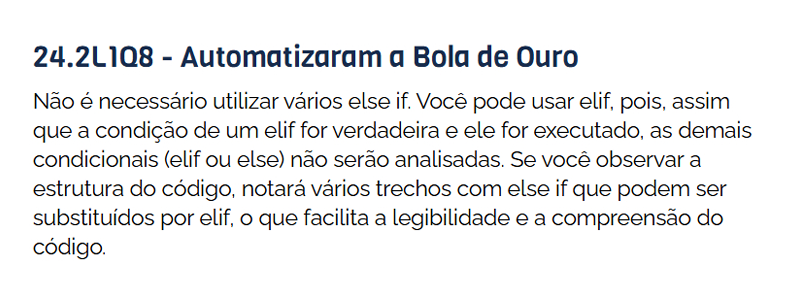 24.2L1Q8 - Automatizaram a Bola de Ouro
Não é necessário utilizar vários else if. Você pode usar elif, pois, assim
que a condição de um elif for verdadeira e ele for executado, as demais
condicionais (elif ou else) não serão analisadas. Se você observar a
estrutura do código, notará vários trechos com else if que podem ser
substituídos por elif, o que facilita a legibilidade e a compreensão do
código.